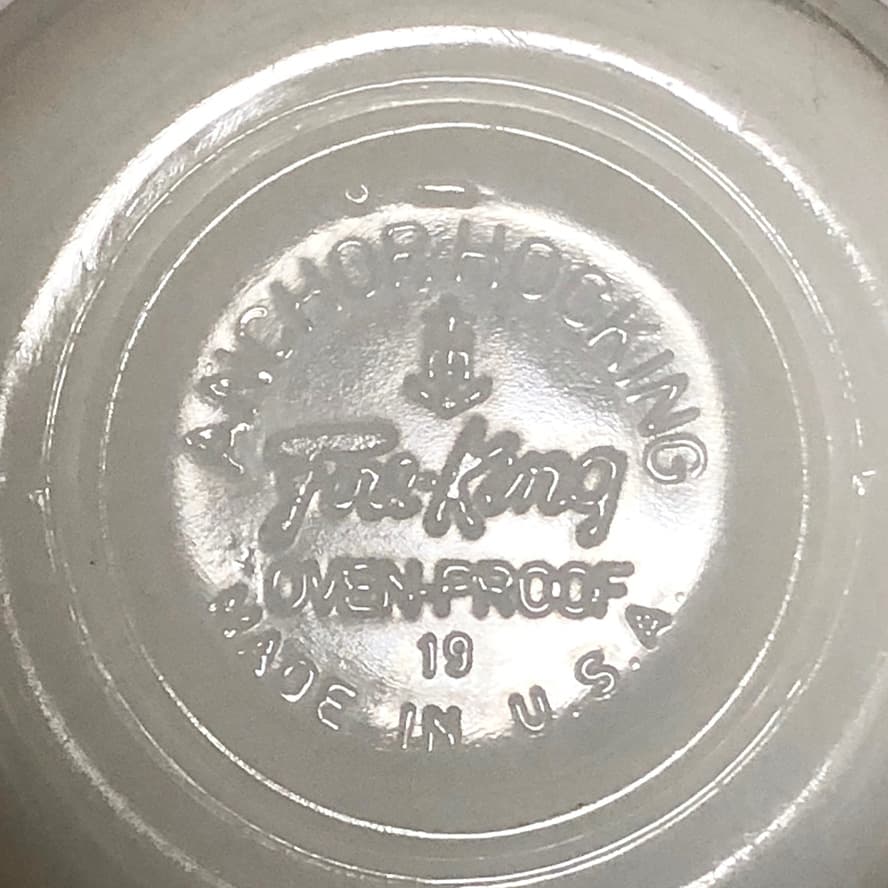 ANCHOR HOCKING
Fire-King
OVEN-PROOF
19
MADE IN U.S.A